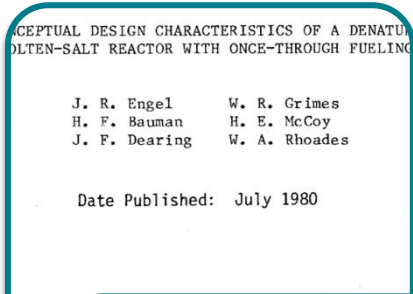 CEPTUAL DESIGN CHARACTERISTICS OF A DENATU
OLTEN-SALT REACTOR WITH ONCE-THROUGH FUELING
J. R. Engel W. R. Grimes
H. F. Bauman H. E. McCoy
J. F. Dearing W. A. Rhoades
Date Published: July 1980